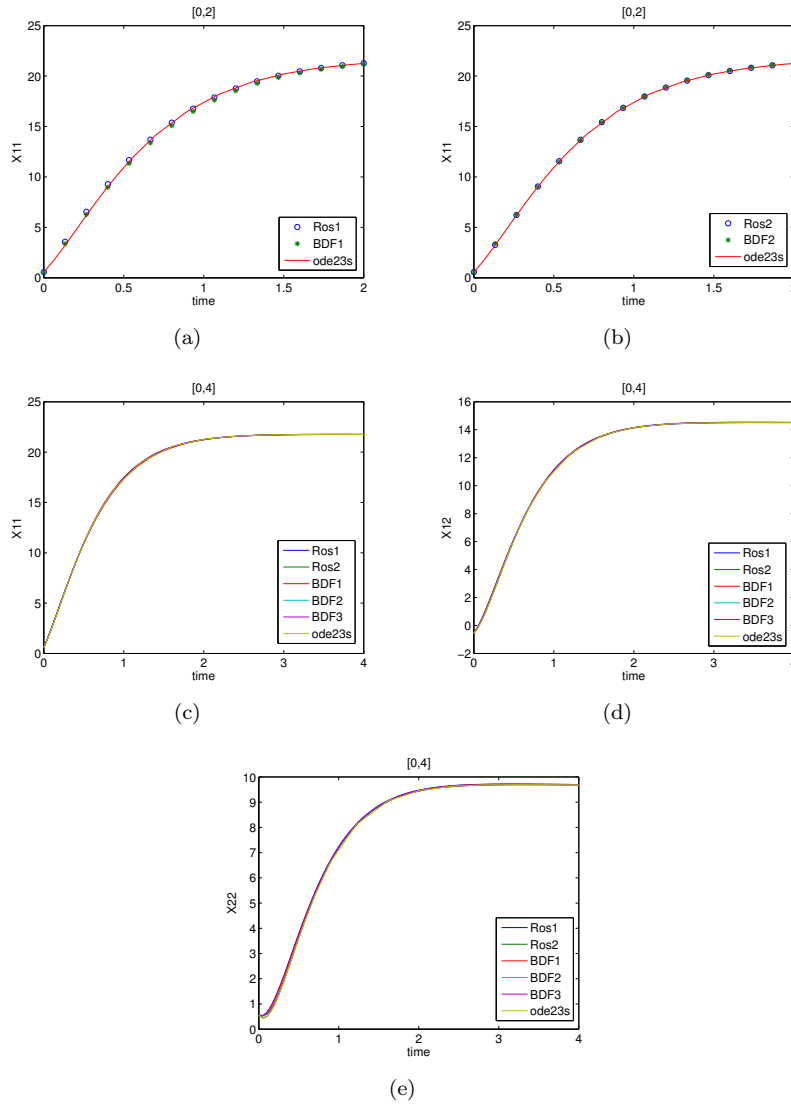 [0,2]
25
20
15
10
5
0
X11
0
0.5
1
1.5
2
time
Ros1
BDF1
ode23s
(a)
[0,2]
25
20
15
10
5
0
X11
0
0.5
1
1.5
time
Ros2
BDF2
ode23s
(b)
[0,4]
25
20
15
10
5
0
X11
0
1
2
3
4
time
Ros1
Ros2
BDF1
BDF2
BDF3
ode23s
(c)
[0,4]
16
14
12
10
8
6
4
2
0
−2
X12
0
1
2
3
time
Ros1
Ros2
BDF1
BDF2
BDF3
ode23s
(d)
[0,4]
10
9
8
7
6
5
4
3
2
1
0
X22
0
1
2
3
4
time
Ros1
Ros2
BDF1
BDF2
BDF3
ode23s
(e)